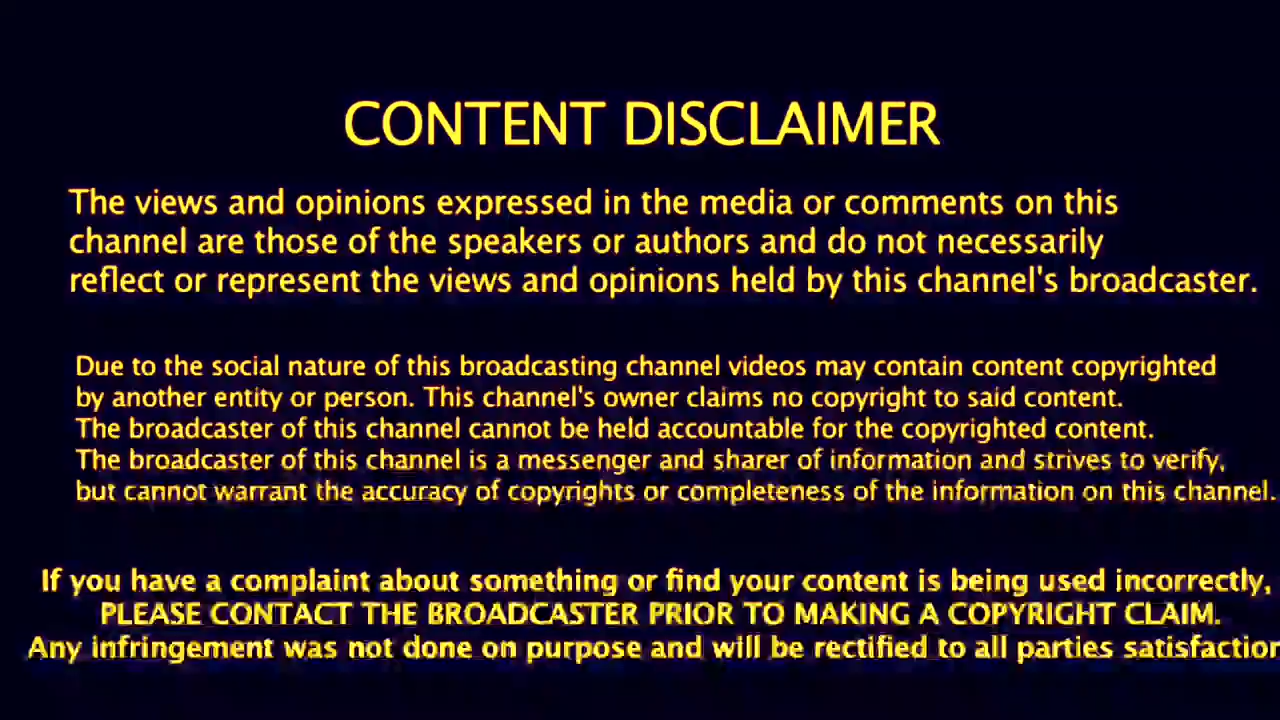 CONTENT DISCLAIMER
The views and opinions expressed in the media or comments on this
channel are those of the speakers or authors and do not necessarily
reflect or represent the views and opinions held by this channel's broadcaster.
Due to the social nature of this broadcasting channel videos may contain content copyrighted
by another entity or person. This channel's owner claims no copyright to said content.
The broadcaster of this channel cannot be held accountable for the copyrighted content.
The broadcaster of this channel is a messenger and sharer of information and strives to verify,
but cannot warrant the accuracy of copyrights or completeness of the information on this channel.
If you have a complaint about something or find your content is being used incorrectly,
PLEASE CONTACT THE BROADCASTER PRIOR TO MAKING A COPYRIGHT CLAIM.
Any infringement was not done on purpose and will be rectified to all parties satisfaction